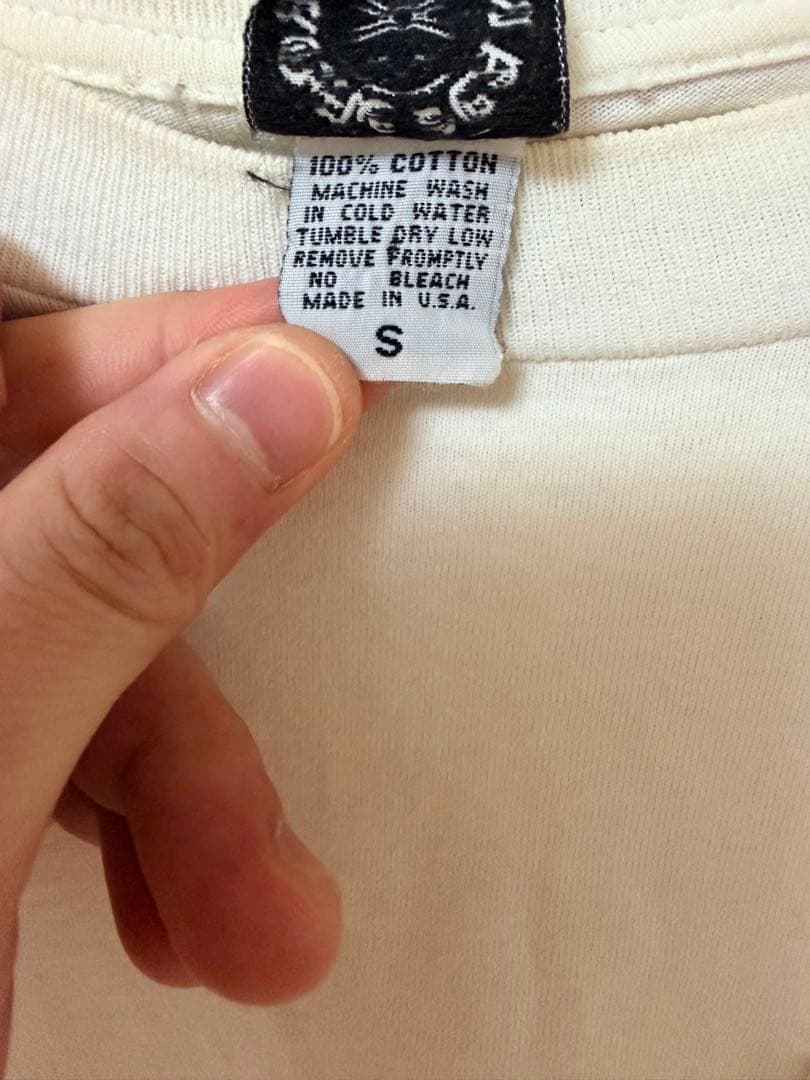 100% COTTON
MACHINE WASH
IN COLD WATER
TUMBLE DRY LOW
REMOVE PROMPTLY
NO BLEACH
MADE IN U.S.A.
S